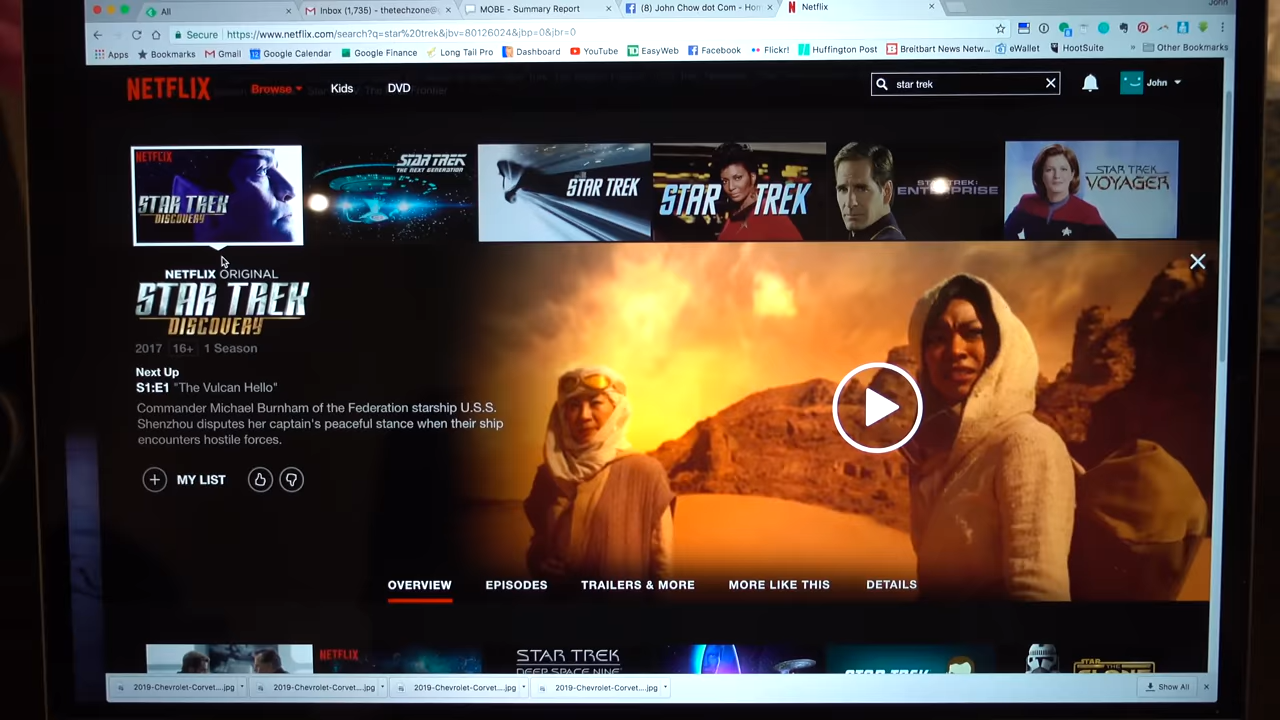 All
Inbox (1,735) - thetechzone@
MOBE - Summary Report
(8) John Chow dot Com - Hom
Netflix
John
Secure
https://www.netflix.com/search?q=star%20trek&jbv=80126024&jbp=0&jbr=0
Apps
Bookmarks
Gmail
Google Calendar
Google Finance
Long Tail Pro
Dashboard
YouTube
EasyWeb
Facebook
Flickr!
Huffington Post
Breitbart News Netw...
eWallet
HootSuite
»
Other Bookmarks
NETFLIX
Browse
Kids
DVD
star trek
John
NETFLIX
STAR TREK
DISCOVERY
STAR TREK
THE NEXT GENERATION
STAR TREK
STAR TREK
STAR TREK:
ENTERPRISE
STAR TREK
VOYAGER
NETFLIX ORIGINAL
STAR TREK
DISCOVERY
2017 16+ 1 Season
Next Up
S1:E1 "The Vulcan Hello"
Commander Michael Burnham of the Federation starship U.S.S.
Shenzhou disputes her captain's peaceful stance when their ship
encounters hostile forces.
MY LIST
OVERVIEW
EPISODES
TRAILERS & MORE
MORE LIKE THIS
DETAILS
NETFLIX
STAR TREK
DEEP SPACE NINE
STAR TREK
STAR
2019-Chevrolet-Corvet....jpg
2019-Chevrolet-Corvet....jpg
2019-Chevrolet-Corvet....jpg
2019-Chevrolet-Corvet....jpg
Show All